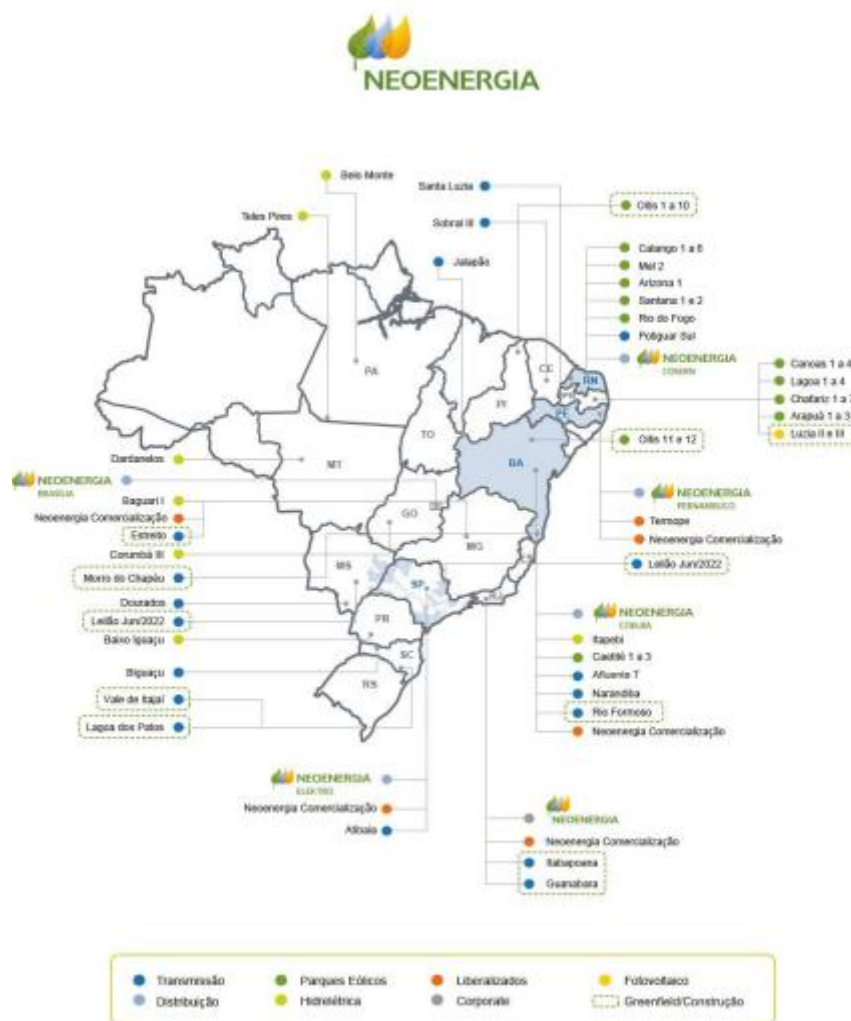 NEOENERGIA
Belo Monte
Santa Luzia
Oitis 1 a 10
Teles Pires
Sobral III
Jalapão
Calango 1 a 6
Mel 2
Arizona 1
Santana 1 e 2
Rio do Fogo
Potiguar Sul
NEOENERGIA
COSERN
Canoas 1 a 4
Lagoa 1 a 4
Chafariz 1 a 7
Arapuá 1 a 3
Luzia II e III
PA
CE
RN
PI
PE
TO
BA
MT
GO
MG
MS
SP
RJ
PR
SC
RS
Oitis 11 e 12
Dardanelos
NEOENERGIA
BRASÍLIA
Baguari I
Neoenergia Comercialização
Estreito
Corumbá III
Morro do Chapéu
Dourados
Leilão Jun/2022
Baixo Iguaçu
Biguaçu
Vale do Itajaí
Lagoa dos Patos
NEOENERGIA
PERNAMBUCO
Termope
Neoenergia Comercialização
Leilão Jun/2022
NEOENERGIA
COELBA
Itapebi
Caetité 1 a 3
Afluente T
Narandiba
Rio Formoso
Neoenergia Comercialização
NEOENERGIA
ELEKTRO
Neoenergia Comercialização
Atibaia
NEOENERGIA
Neoenergia Comercialização
Itabapoana
Guanabara
Transmissão
Parques Eólicos
Liberalizados
Fotovoltaico
Distribuição
Hidrelétrica
Corporate
Greenfield/Construção